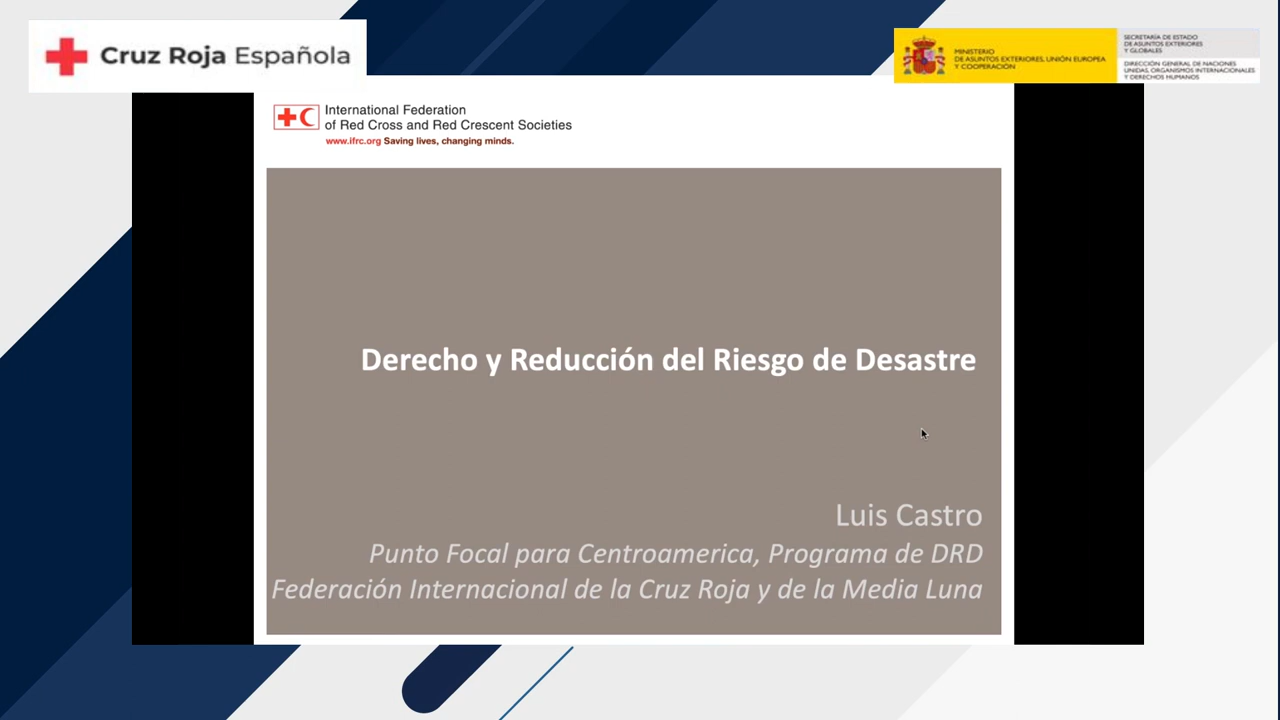 Cruz Roja Española
MINISTERIO
DE ASUNTOS EXTERIORES, UNIÓN EUROPEA
Y COOPERACIÓN
SECRETARÍA DE ESTADO
DE ASUNTOS EXTERIORES
Y GLOBALES
DIRECCIÓN GENERAL DE NACIONES
UNIDAS, ORGANISMOS INTERNACIONALES
Y DERECHOS HUMANOS
International Federation
of Red Cross and Red Crescent Societies
www.ifrc.org Saving lives, changing minds.
Derecho y Reducción del Riesgo de Desastre
Luis Castro
Punto Focal para Centroamerica, Programa de DRD
Federación Internacional de la Cruz Roja y de la Media Luna